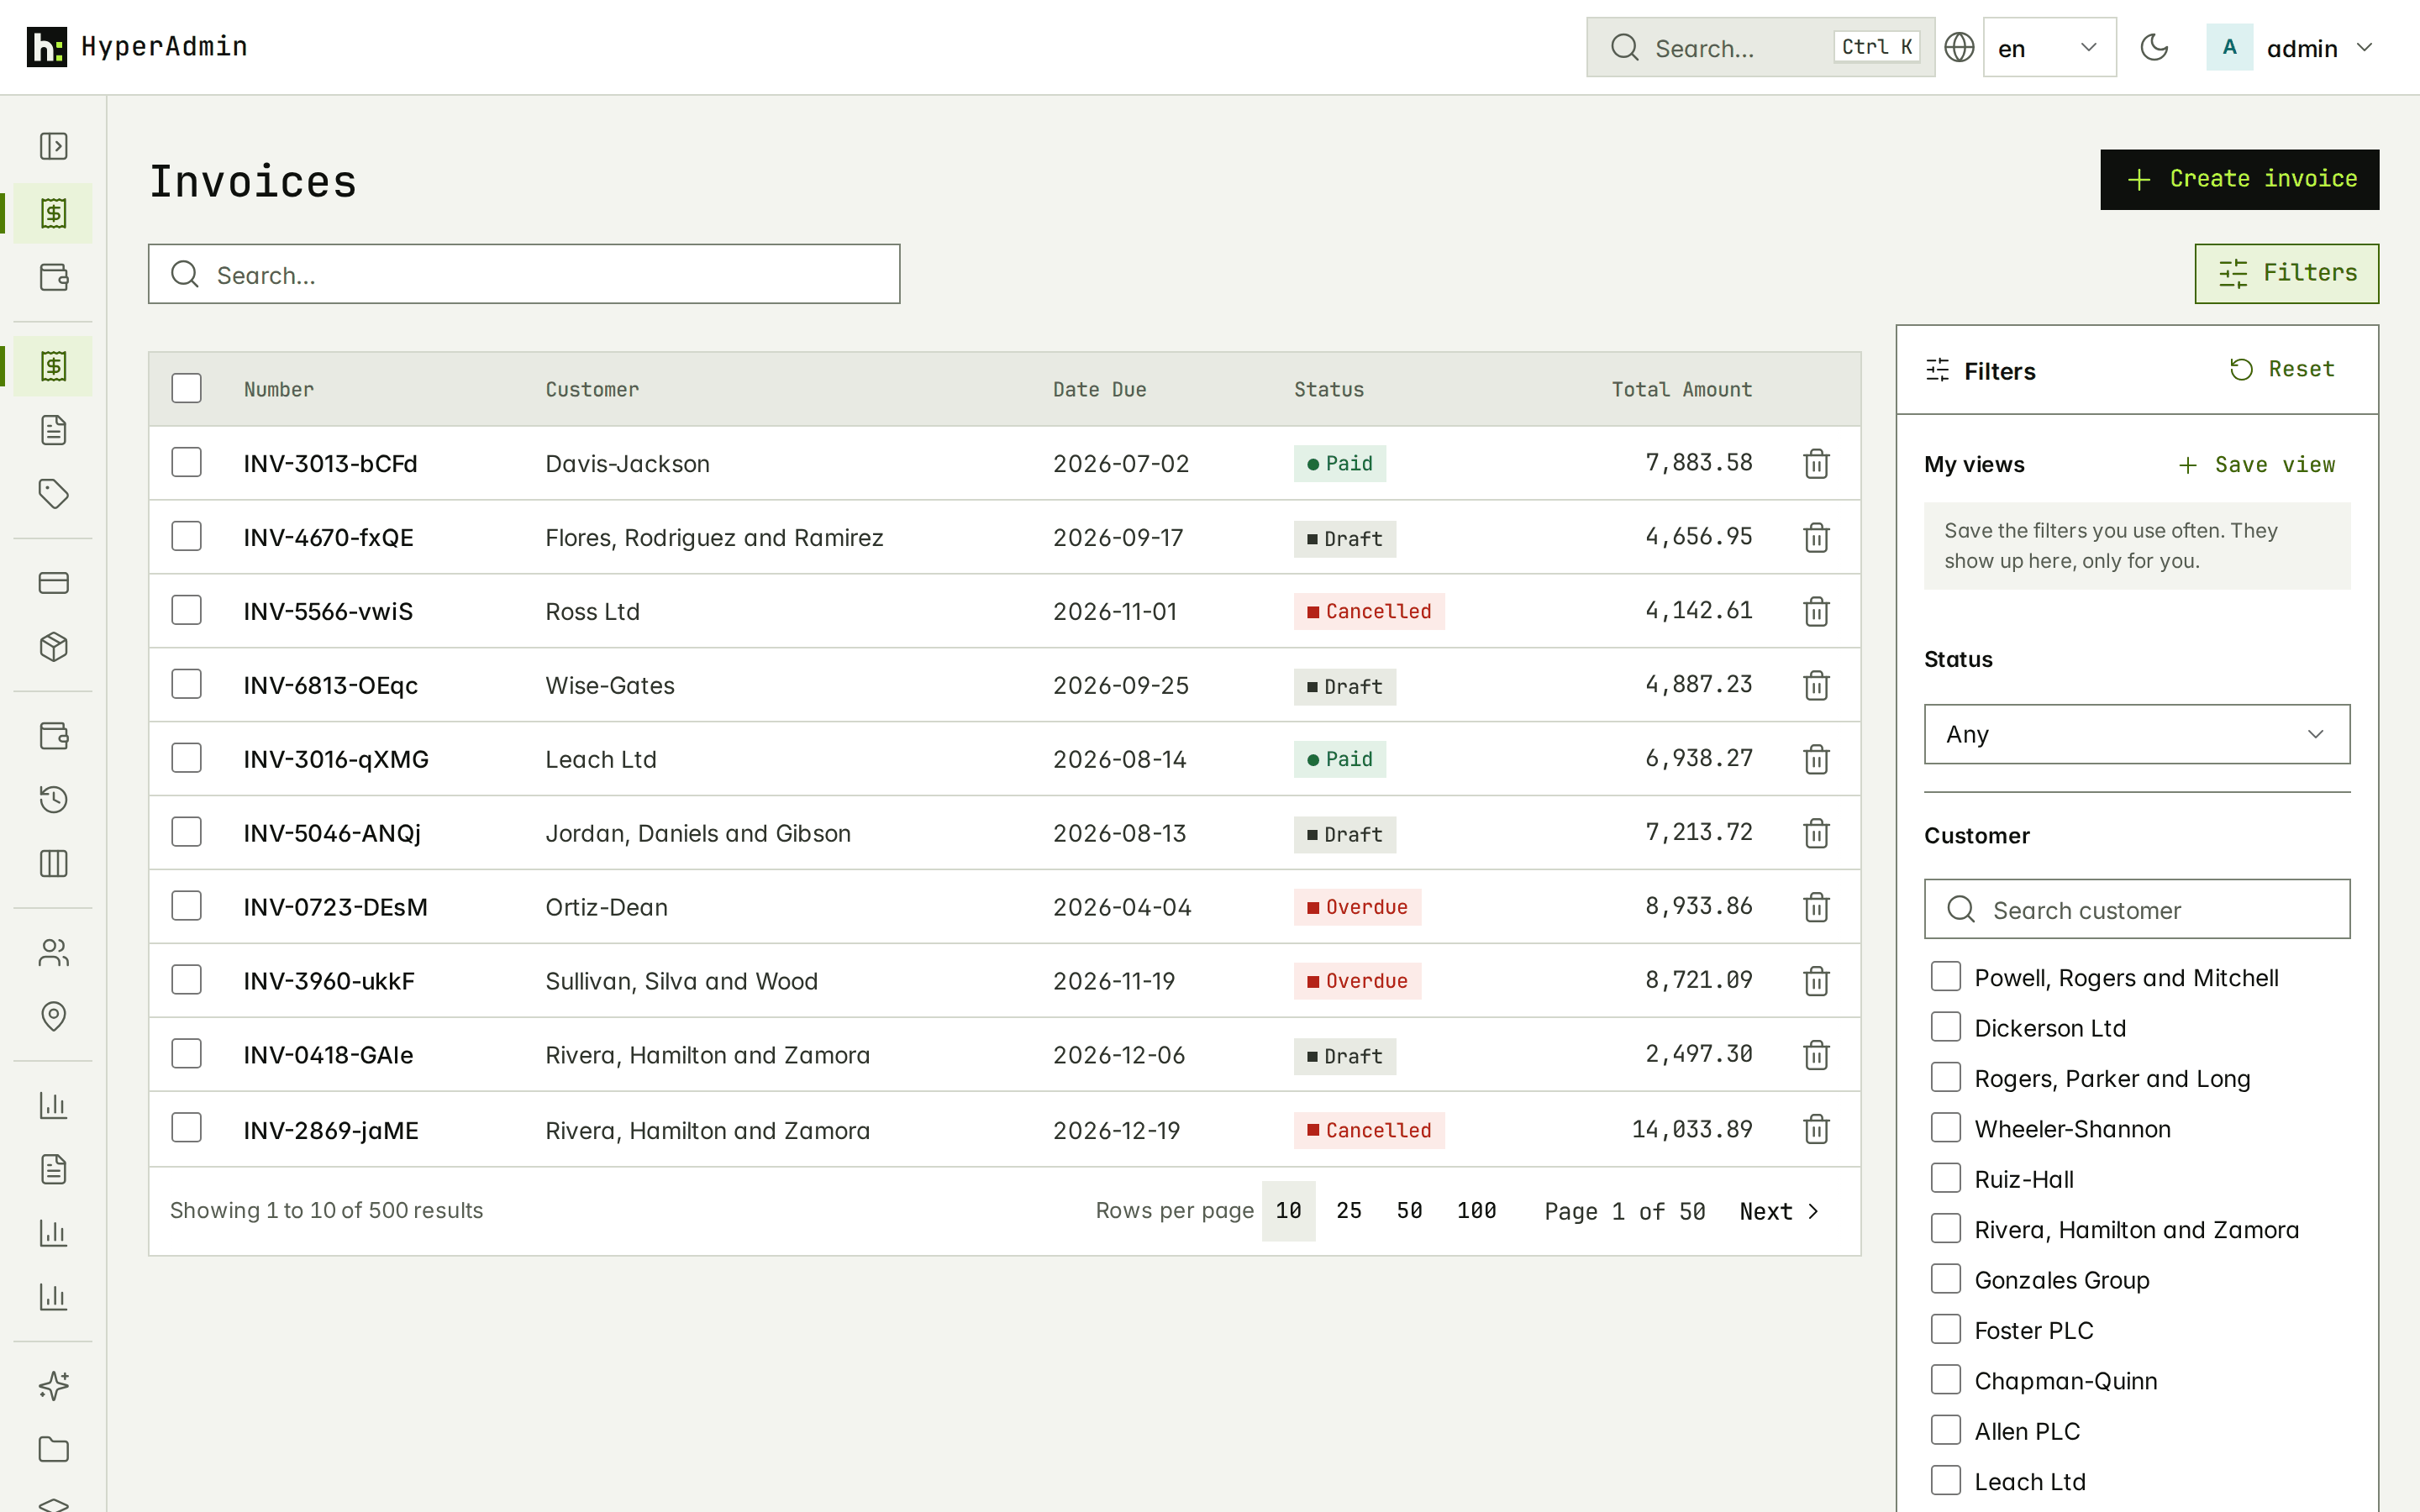 h: HyperAdmin
Search...
Ctrl K
en
A
admin
Invoices
Create invoice
Search...
Filters
Number Customer Date Due Status Total Amount
INV-3013-bCFd Davis-Jackson 2026-07-02 Paid 7,883.58
INV-4670-fxQE Flores, Rodriguez and Ramirez 2026-09-17 Draft 4,656.95
INV-5566-vwiS Ross Ltd 2026-11-01 Cancelled 4,142.61
INV-6813-OEqc Wise-Gates 2026-09-25 Draft 4,887.23
INV-3016-qXMG Leach Ltd 2026-08-14 Paid 6,938.27
INV-5046-ANQj Jordan, Daniels and Gibson 2026-08-13 Draft 7,213.72
INV-0723-DEsM Ortiz-Dean 2026-04-04 Overdue 8,933.86
INV-3960-ukkF Sullivan, Silva and Wood 2026-11-19 Overdue 8,721.09
INV-0418-GAIe Rivera, Hamilton and Zamora 2026-12-06 Draft 2,497.30
INV-2869-jaME Rivera, Hamilton and Zamora 2026-12-19 Cancelled 14,033.89
Showing 1 to 10 of 500 results
Rows per page 10 25 50 100
Page 1 of 50
Next
Filters
Reset
My views
Save view
Save the filters you use often. They
show up here, only for you.
Status
Any
Customer
Search customer
Powell, Rogers and Mitchell
Dickerson Ltd
Rogers, Parker and Long
Wheeler-Shannon
Ruiz-Hall
Rivera, Hamilton and Zamora
Gonzales Group
Foster PLC
Chapman-Quinn
Allen PLC
Leach Ltd